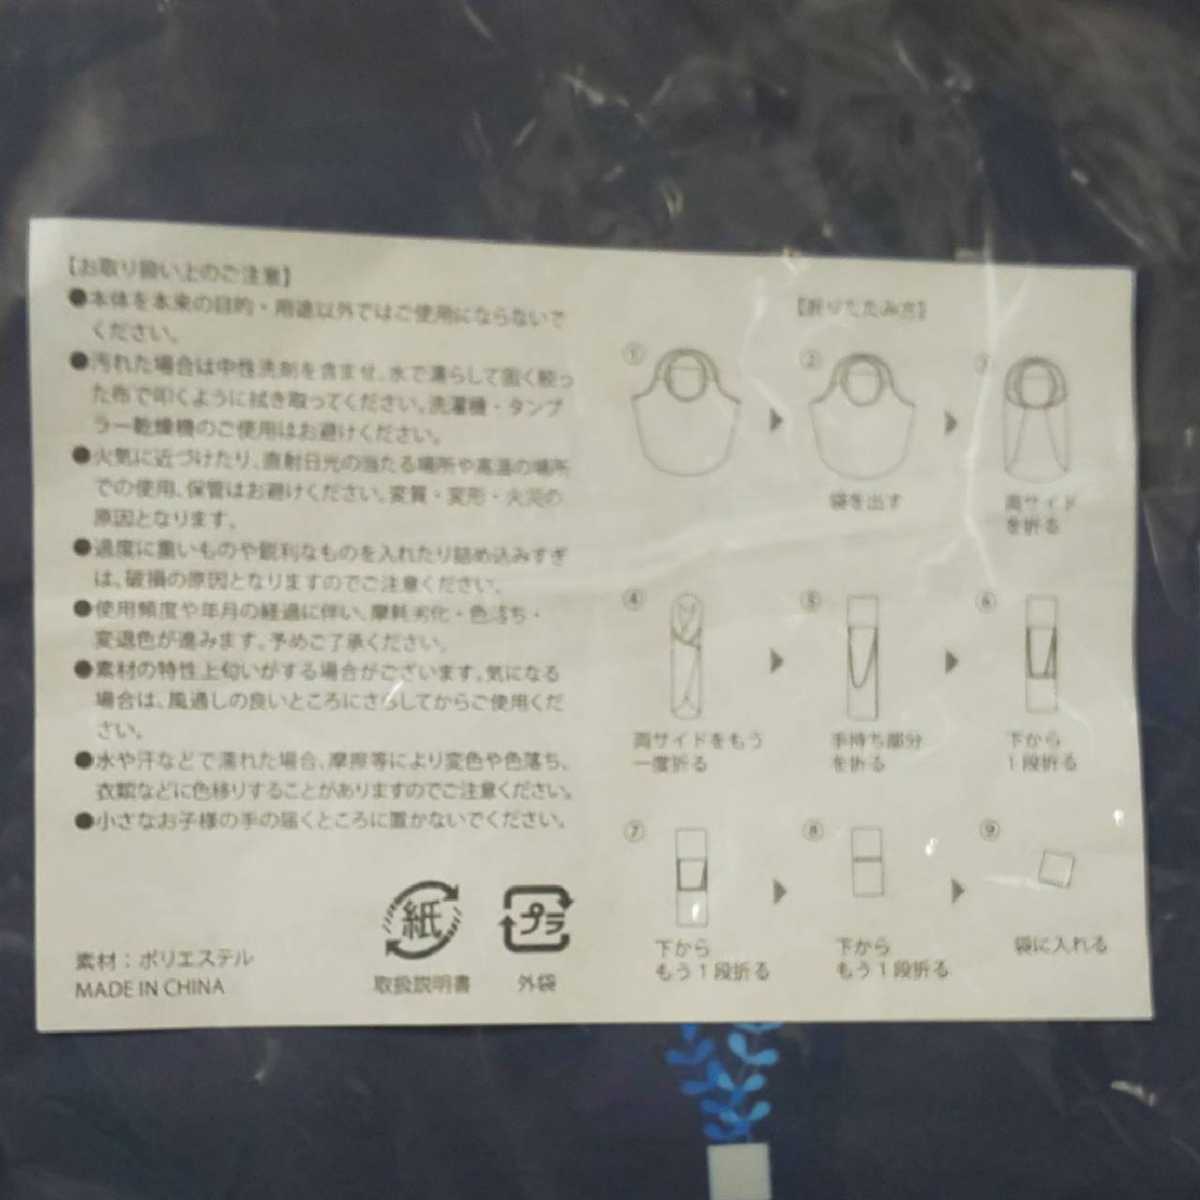 【お取り扱い上のご注意】
●本体を本来の目的・用途以外ではご使用にならないで
ください。
●汚れた場合は中性洗剤を含ませ、水で濡らして固く絞っ
た布で叩くように拭き取ってください。洗濯機・タンブ
ラー乾燥機のご使用はお避けください。
●火気に近づけたり、直射日光の当たる場所や高温の場所
での使用、保管はお避けください。変質・変形・火災の
原因となります。
●過度に重いものや鋭利なものを入れたり詰め込みすぎ
は、破損の原因となりますのでご注意ください。
●使用頻度や年月の経過に伴い、摩耗劣化・色落ち・
変退色が進みます。予めご了承ください。
●素材の特性上匂いがする場合がございます。気になる
場合は、風通しの良いところにさらしてからご使用くだ
さい。
●水や汗などで濡れた場合、摩擦等により変色や色落ち、
衣類などに色移りすることがありますのでご注意ください。
●小さなお子様の手の届くところに置かないでください。
素材：ポリエステル
MADE IN CHINA
紙
取扱説明書
プラ
外袋
【折りたたみ方】
①
②
袋を出す
③
両サイド
を折る
④
両サイドをもう
一度折る
⑤
手持ち部分
を折る
⑥
下から
1段折る
⑦
下から
もう1段折る
⑧
下から
もう1段折る
⑨
袋に入れる